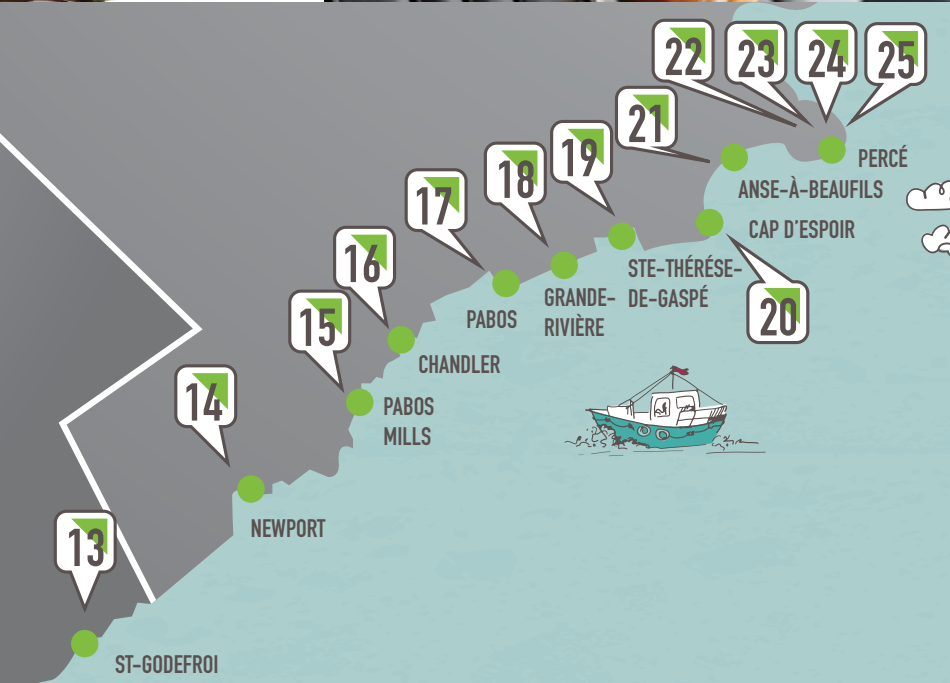 22 23 24 25
21
19
18
17
16
15
14
13
20
PERCÉ
ANSE-À-BEAUFILS
CAP D'ESPOIR
STE-THÉRÉSE-
DE-GASPÉ
GRANDE-
RIVIÈRE
PABOS
CHANDLER
PABOS
MILLS
NEWPORT
ST-GODEFROI